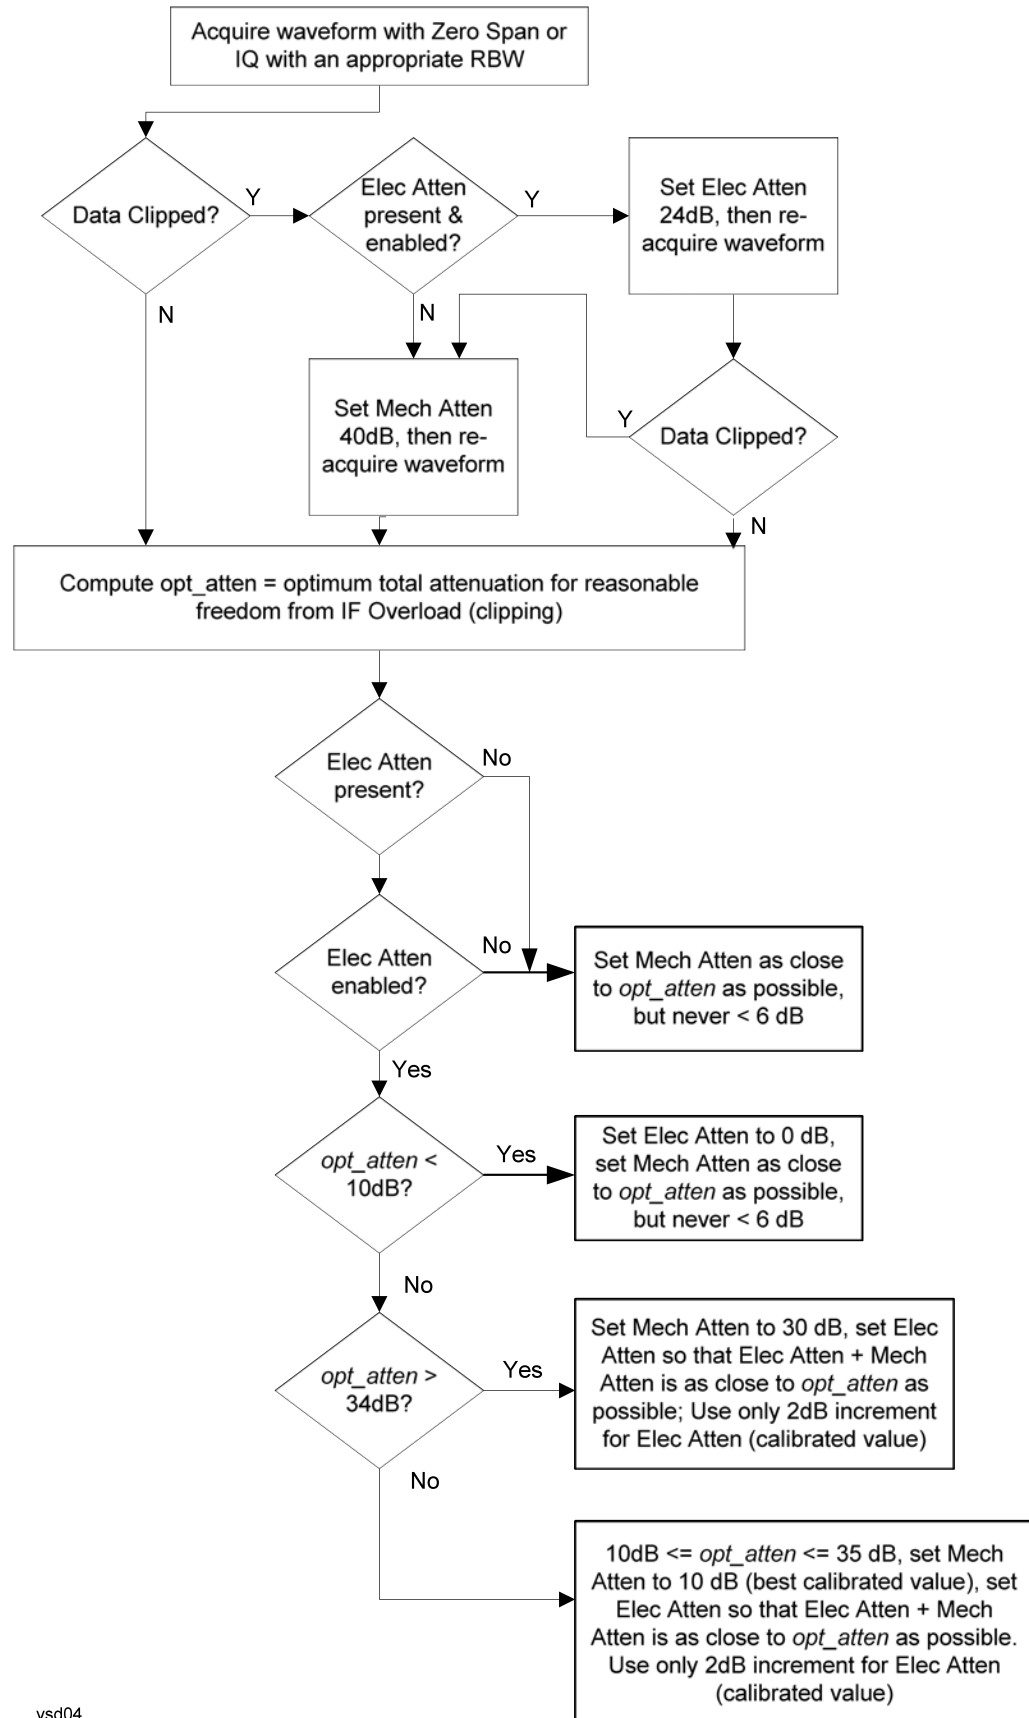 Acquire waveform with Zero Span or
IQ with an appropriate RBW
Data Clipped?
Y
Elec Atten
present &
enabled?
Y
Set Elec Atten
24dB, then re-
acquire waveform
N
N
Set Mech Atten
40dB, then re-
acquire waveform
Y
Data Clipped?
N
Compute opt_atten = optimum total attenuation for reasonable
freedom from IF Overload (clipping)
Elec Atten
present?
No
Elec Atten
enabled?
No
Set Mech Atten as close
to opt_atten as possible,
but never < 6 dB
Yes
opt_atten <
10dB?
Yes
Set Elec Atten to 0 dB,
set Mech Atten as close
to opt_atten as possible,
but never < 6 dB
No
opt_atten >
34dB?
Yes
Set Mech Atten to 30 dB, set Elec
Atten so that Elec Atten + Mech
Atten is as close to opt_atten as
possible; Use only 2dB increment
for Elec Atten (calibrated value)
No
10dB <= opt_atten <= 35 dB, set Mech
Atten to 10 dB (best calibrated value), set
Elec Atten so that Elec Atten + Mech
Atten is as close to opt_atten as possible.
Use only 2dB increment for Elec Atten
(calibrated value)
vsd04